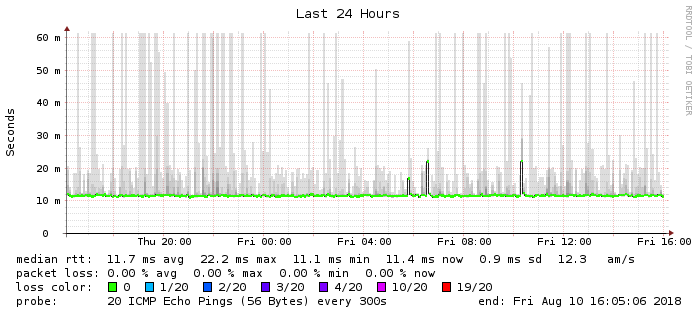 Last 24 Hours
RRDTOOL / TOBI OETIKER
Seconds
60 m
50 m
40 m
30 m
20 m
10 m
0
Thu 20:00 Fri 00:00 Fri 04:00 Fri 08:00 Fri 12:00 Fri 16:00
median rtt: 11.7 ms avg 22.2 ms max 11.1 ms min 11.4 ms now 0.9 ms sd 12.3 am/s
packet loss: 0.00 % avg 0.00 % max 0.00 % min 0.00 % now
loss color: 0 1/20 2/20 3/20 4/20 10/20 19/20
probe: 20 ICMP Echo Pings (56 Bytes) every 300s end: Fri Aug 10 16:05:06 2018